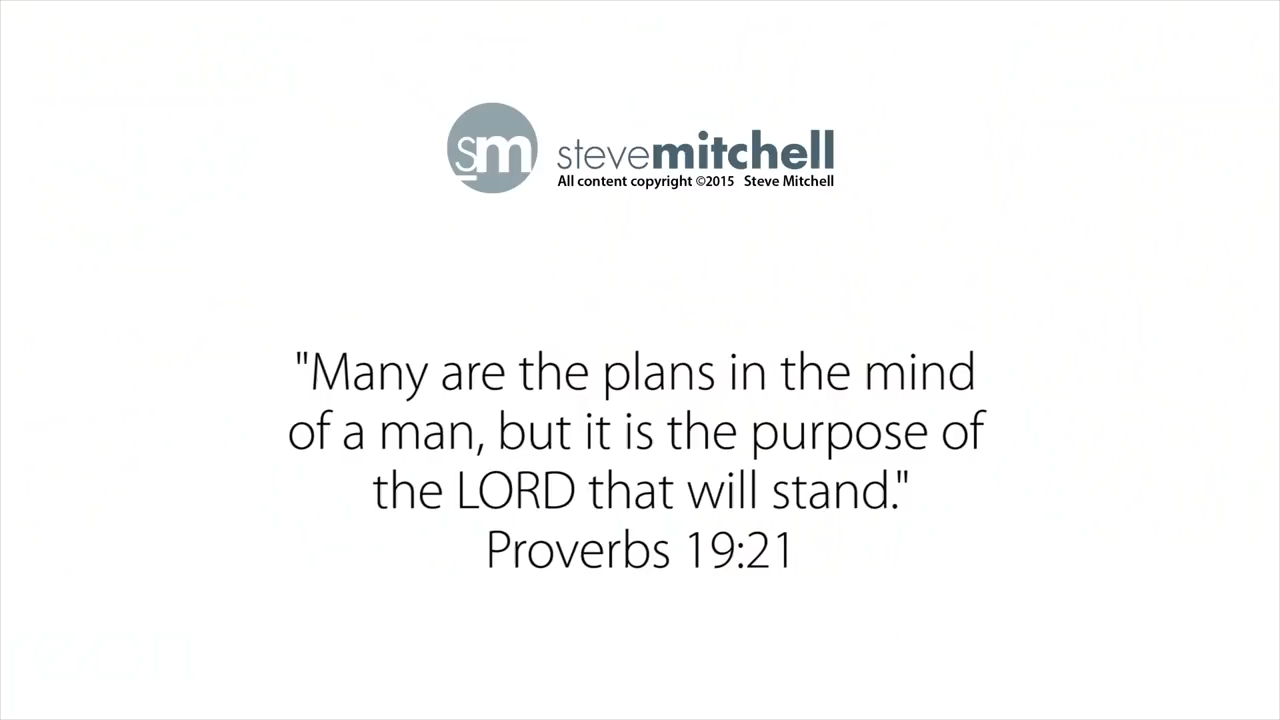 sm
stevemitchell
All content copyright ©2015 Steve Mitchell
"Many are the plans in the mind
of a man, but it is the purpose of
the LORD that will stand."
Proverbs 19:21